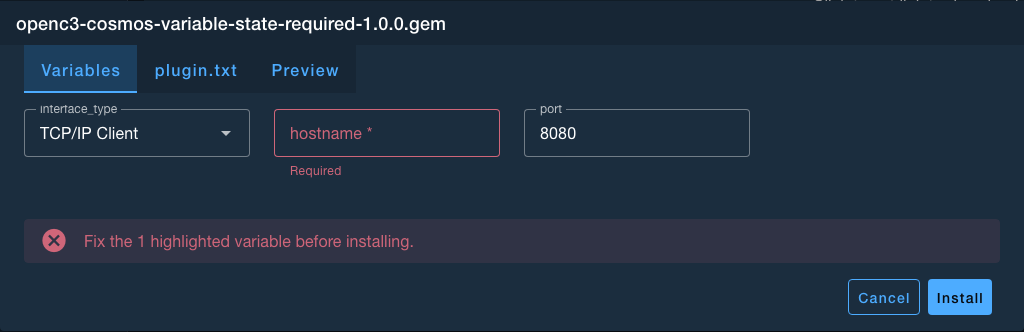 openc3-cosmos-variable-state-required-1.0.0.gem
Variables plugin.txt Preview
interface_type port
TCP/IP Client hostname * 8080
Required
Fix the 1 highlighted variable before installing.
Cancel Install